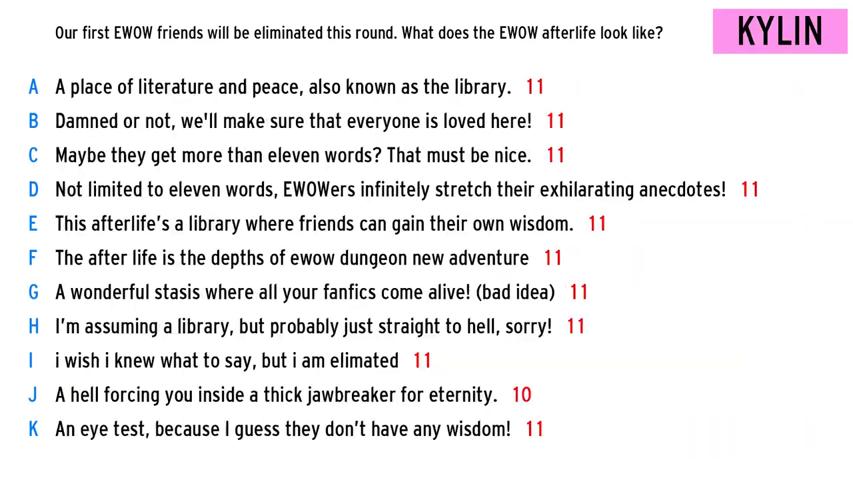 Our first EWOW friends will be eliminated this round. What does the EWOW afterlife look like?
KYLIN
A A place of literature and peace, also known as the library. 11
B Damned or not, we'll make sure that everyone is loved here! 11
C Maybe they get more than eleven words? That must be nice. 11
D Not limited to eleven words, EWOWers infinitely stretch their exhilarating anecdotes! 11
E This afterlife's a library where friends can gain their own wisdom. 11
F The after life is the depths of ewow dungeon new adventure 11
G A wonderful stasis where all your fanfics come alive! (bad idea) 11
H I'm assuming a library, but probably just straight to hell, sorry! 11
I i wish i knew what to say, but i am elimated 11
J A hell forcing you inside a thick jawbreaker for eternity. 10
K An eye test, because I guess they don't have any wisdom! 11